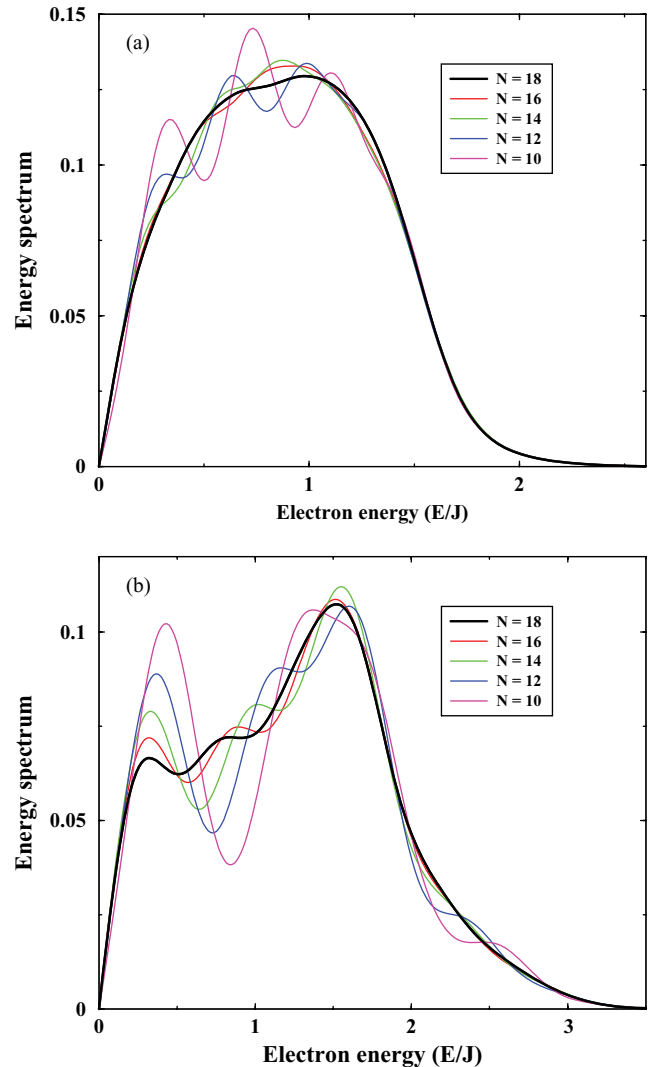 0.15
(a)
N = 18
N = 16
N = 14
N = 12
N = 10
0.1
0.05
0
Energy spectrum
0
1
2
Electron energy (E/J)
(b)
N = 18
N = 16
N = 14
N = 12
N = 10
0.1
0.05
0
Energy spectrum
0
1
2
3
Electron energy (E/J)